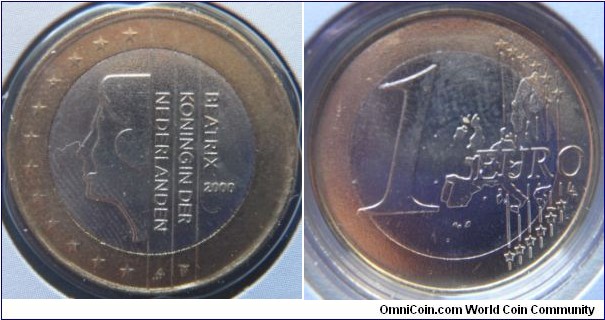 BEATRIX
KONINGIN DER
NEDERLANDEN
2000
1 EURO
OmniCoin.com World Coin Community